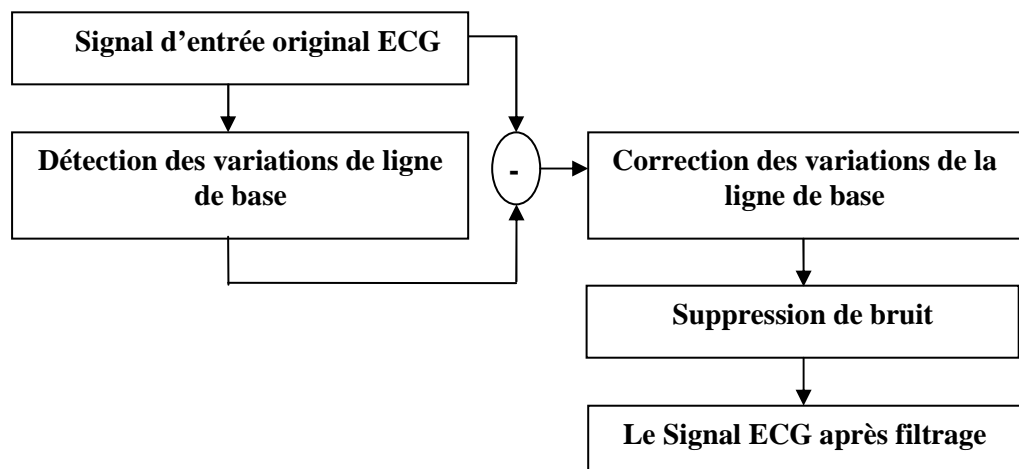 Signal d’entrée original ECG
Détection des variations de ligne
de base
-
Correction des variations de la
ligne de base
Suppression de bruit
Le Signal ECG après filtrage